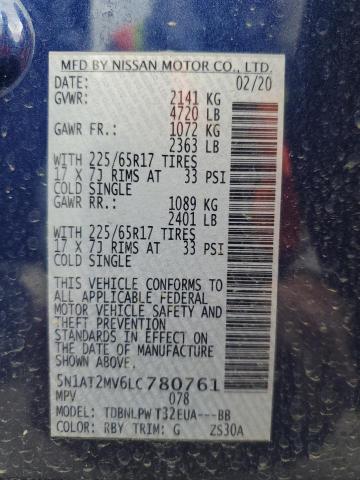 MFD BY NISSAN MOTOR CO., LTD.
DATE: 02/20
GVWR: 2141 KG
4720 LB
GAWR FR.: 1072 KG
2363 LB
WITH 225/65R17 TIRES
17 X 7J RIMS AT 33 PSI
COLD SINGLE
GAWR RR.: 1089 KG
2401 LB
WITH 225/65R17 TIRES
17 X 7J RIMS AT 33 PSI
COLD SINGLE
THIS VEHICLE CONFORMS TO
ALL APPLICABLE FEDERAL
MOTOR VEHICLE SAFETY AND
THEFT PREVENTION
STANDARDS IN EFFECT ON
THE DATE OF MANUFACTURE
SHOWN ABOVE.
5N1AT2MV6LC780761
MPV 078
MODEL: TDBNLPW T32EUA---BB
COLOR: RBY TRIM: G ZS30A